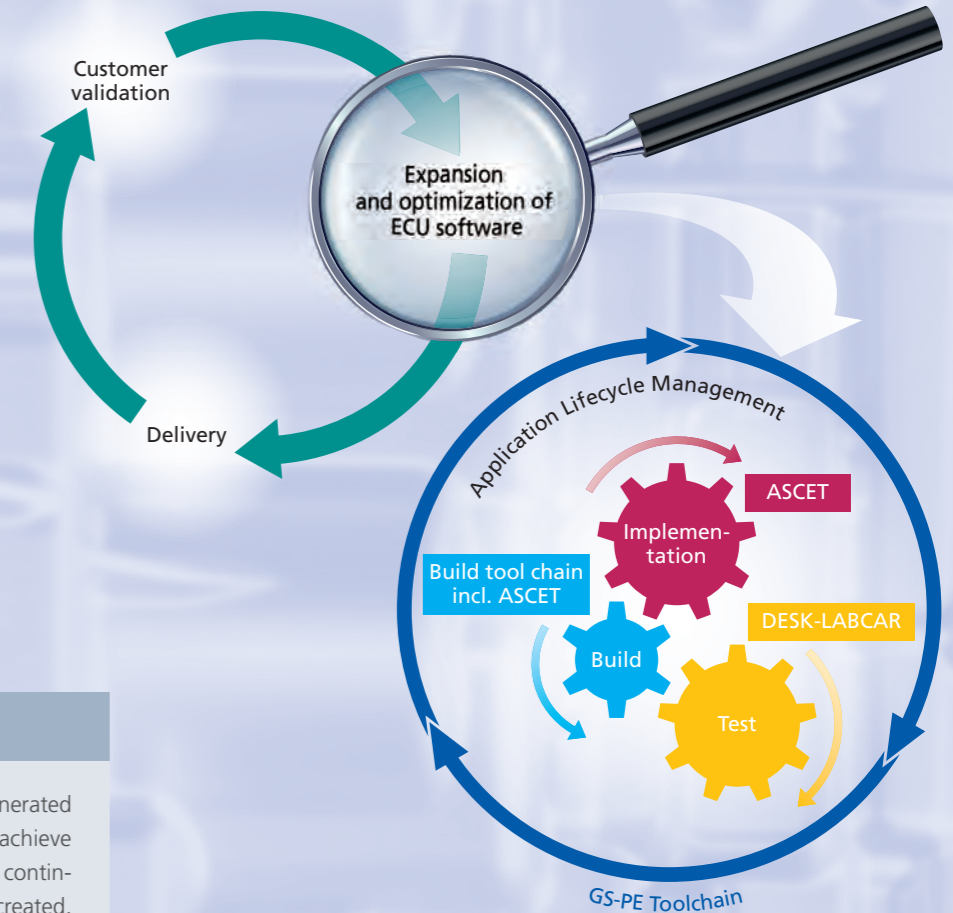 Customer
validation
Expansion
and optimization of
ECU software
Delivery
Application Lifecycle Management
ASCET
Implemen-
tation
Build tool chain
incl. ASCET
DESK-LABCAR
Build
Test
GS-PE Toolchain
nerated
achieve
contin-
created.